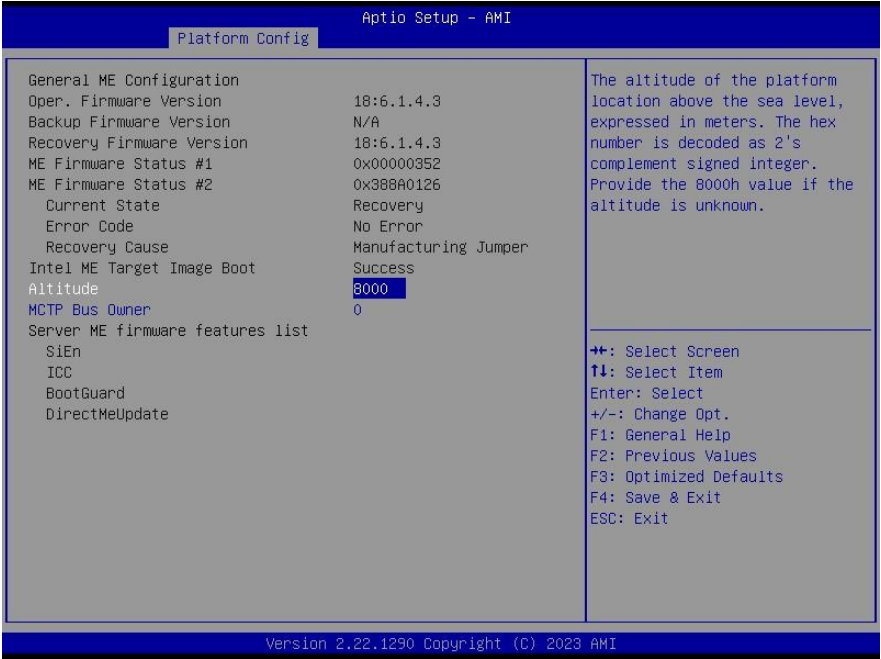 Aptio Setup - AMI
Platform Config
General ME Configuration
Oper. Firmware Version 18:6.1.4.3
Backup Firmware Version N/A
Recovery Firmware Version 18:6.1.4.3
ME Firmware Status #1 0x00000352
ME Firmware Status #2 0x388A0126
Current State Recovery
Error Code No Error
Recovery Cause Manufacturing Jumper
Intel ME Target Image Boot Success
Altitude 8000
MCTP Bus Owner 0
Server ME firmware features list
SiEn
ICC
BootGuard
DirectMeUpdate
The altitude of the platform
location above the sea level,
expressed in meters. The hex
number is decoded as 2's
complement signed integer.
Provide the 8000h value if the
altitude is unknown.
→←: Select Screen
↑↓: Select Item
Enter: Select
+/-: Change Opt.
F1: General Help
F2: Previous Values
F3: Optimized Defaults
F4: Save & Exit
ESC: Exit
Version 2.22.1290 Copyright (C) 2023 AMI